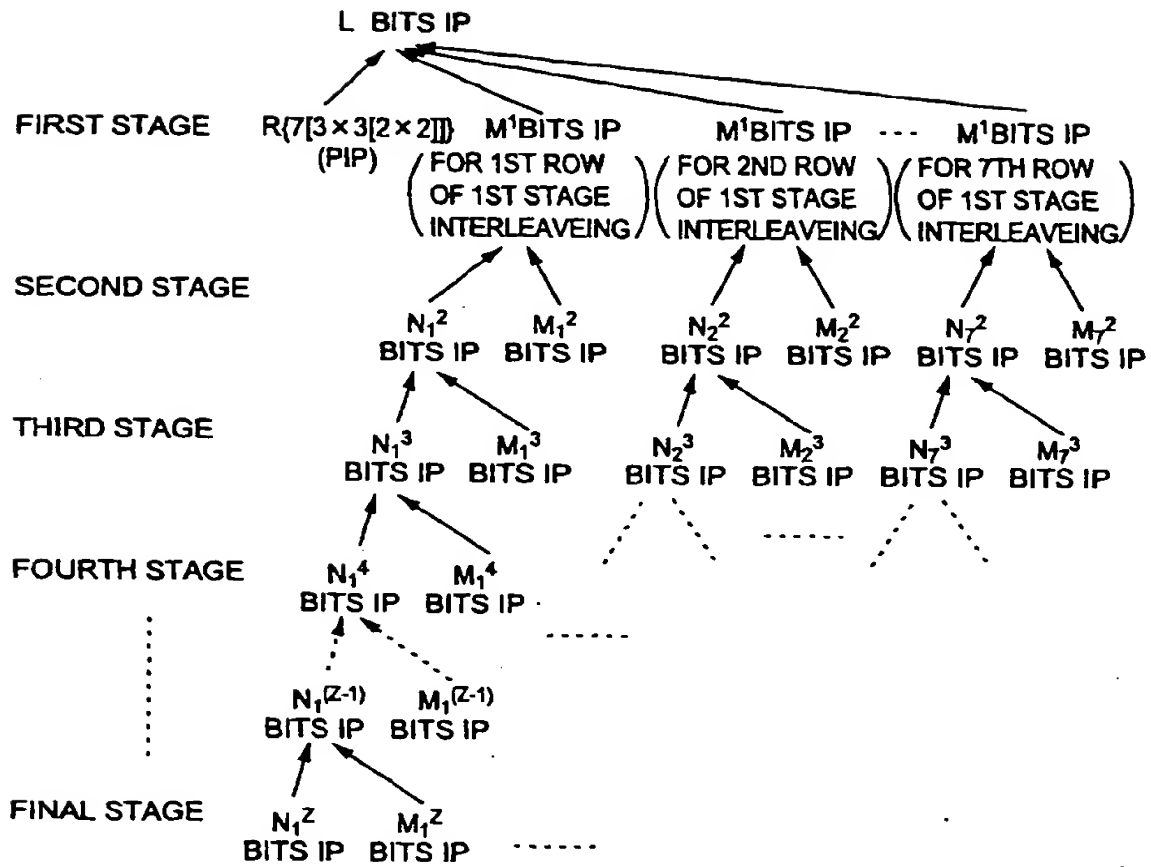 L BITS IP
FIRST STAGE R{7[3×3[2×2]]} M¹BITS IP M¹BITS IP --- M¹BITS IP
(PIP) (FOR 1ST ROW (FOR 2ND ROW (FOR 7TH ROW
OF 1ST STAGE OF 1ST STAGE OF 1ST STAGE
INTERLEAVEING) INTERLEAVEING) INTERLEAVEING)
SECOND STAGE
N₁² M₁² N₂² M₂² N₇² M₇²
BITS IP BITS IP BITS IP BITS IP BITS IP BITS IP
THIRD STAGE
N₁³ M₁³ N₂³ M₂³ N₇³ M₇³
BITS IP BITS IP BITS IP BITS IP BITS IP BITS IP
FOURTH STAGE
N₁⁴ M₁⁴
BITS IP BITS IP
N₁⁽ᶻ⁻¹⁾ M₁⁽ᶻ⁻¹⁾
BITS IP BITS IP
FINAL STAGE
N₁ᶻ M₁ᶻ
BITS IP BITS IP